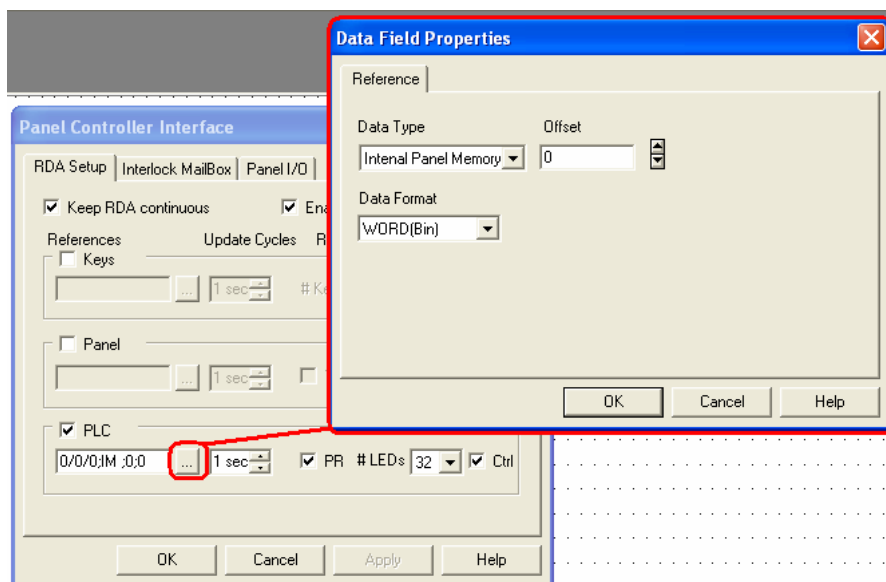 Data Field Properties
Reference
Data Type Offset
Intenal Panel Memory 0
Data Format
WORD(Bin)
OK Cancel Help
Panel Controller Interface
RDA Setup Interlock MailBox Panel I/O
Keep RDA continuous
References Update Cycles
Keys
... 1 sec
Panel
... 1 sec
PLC
0/0/0;IM ;0;0 ... 1 sec PR # LEDs 32 Ctrl
OK Cancel Apply Help